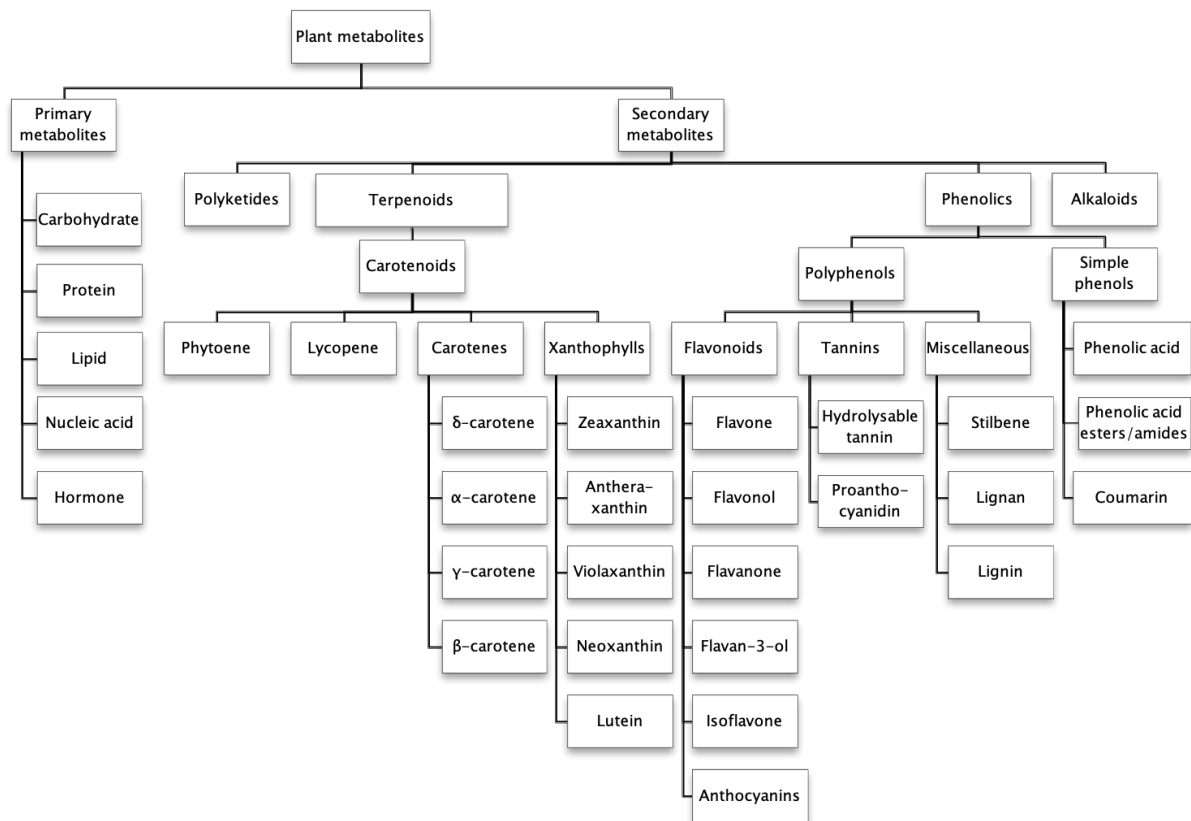 Plant metabolites
Primary
metabolites
Secondary
metabolites
Carbohydrate
Protein
Lipid
Nucleic acid
Hormone
Polyketides
Terpenoids
Phenolics
Alkaloids
Carotenoids
Polyphenols
Simple
phenols
Phytoene
Lycopene
Carotenes
Xanthophylls
Flavonoids
Tannins
Miscellaneous
Phenolic acid
Phenolic acid
esters/amides
Coumarin
δ-carotene
α-carotene
γ-carotene
β-carotene
Zeaxanthin
Anthera-
xanthin
Violaxanthin
Neoxanthin
Lutein
Flavone
Flavonol
Flavanone
Flavan-3-ol
Isoflavone
Anthocyanins
Hydrolysable
tannin
Proantho-
cyanidin
Stilbene
Lignan
Lignin